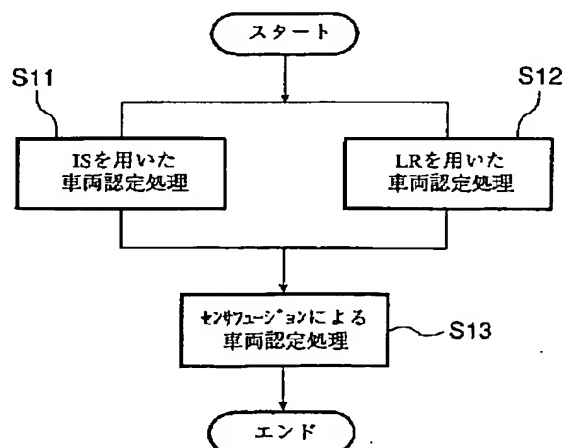 スタート
S11
S12
ISを用いた
車両認定処理
LRを用いた
車両認定処理
センサフュージョンによる
車両認定処理
S13
エンド